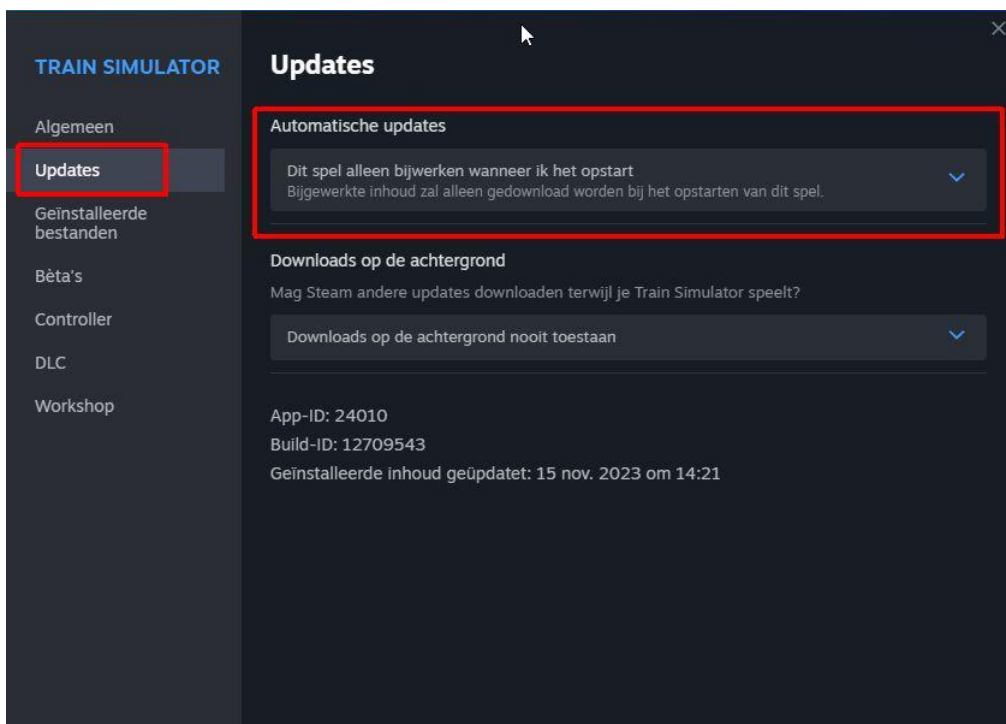 TRAIN SIMULATOR
Algemeen
Updates
Geïnstalleerde
bestanden
Bèta's
Controller
DLC
Workshop
Updates
Automatische updates
Dit spel alleen bijwerken wanneer ik het opstart
Bijgewerkte inhoud zal alleen gedownload worden bij het opstarten van dit spel.
Downloads op de achtergrond
Mag Steam andere updates downloaden terwijl je Train Simulator speelt?
Downloads op de achtergrond nooit toestaan
App-ID: 24010
Build-ID: 12709543
Geïnstalleerde inhoud geüpdatet: 15 nov. 2023 om 14:21